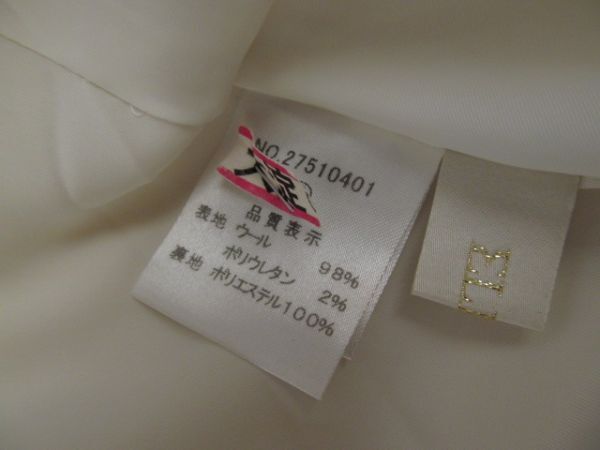 NO.27510401
品質表示
表地 ウール 98%
ポリウレタン 2%
裏地 ポリエステル100%
EL